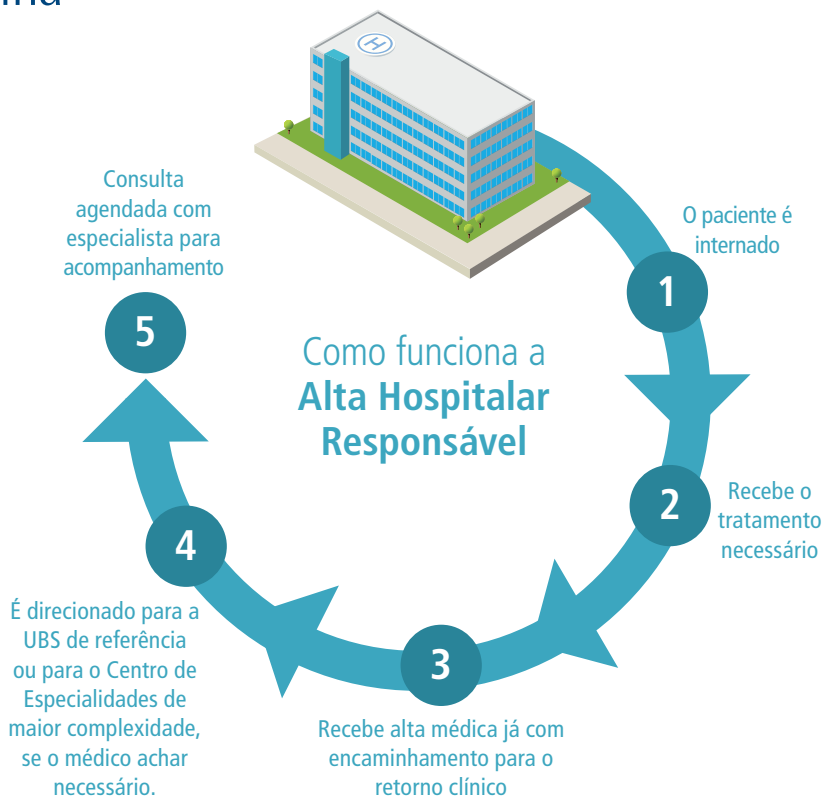 H
Como funciona a
Alta Hospitalar
Responsável
1
O paciente é
internado
2
Recebe o
tratamento
necessário
3
Recebe alta médica já com
encaminhamento para o
retorno clínico
4
É direcionado para a
UBS de referência
ou para o Centro de
Especialidades de
maior complexidade,
se o médico achar
necessário.
5
Consulta
agendada com
especialista para
acompanhamento